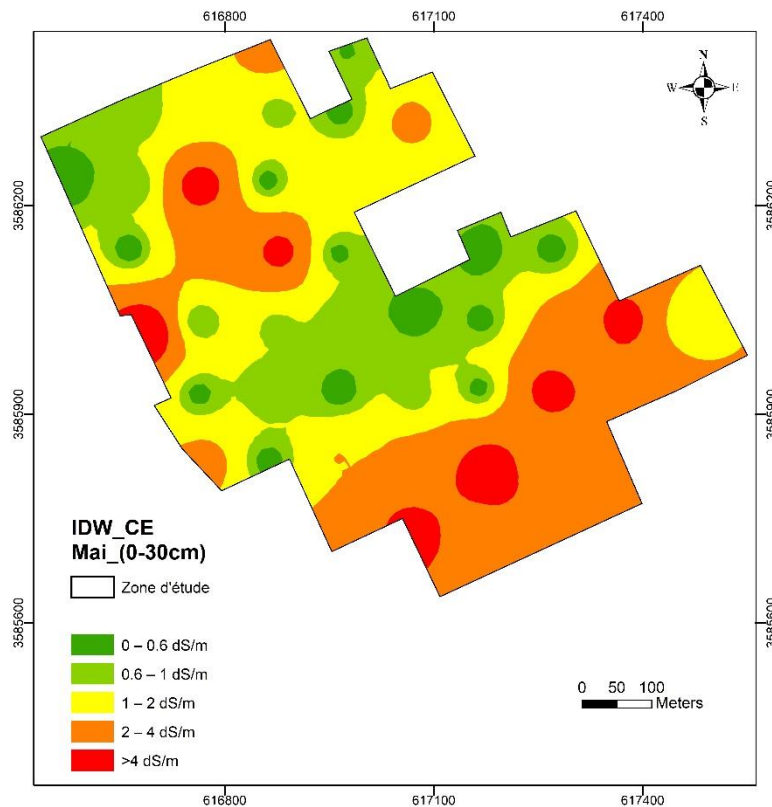 616800 617100 617400
N
W E
S
3586200 3586200
3585900 3585900
IDW_CE
Mai_(0-30cm)
Zone d'étude
3585600 3585600
0 – 0.6 dS/m
0.6 – 1 dS/m
1 – 2 dS/m
2 – 4 dS/m
>4 dS/m
0 50 100
Meters
616800 617100 617400